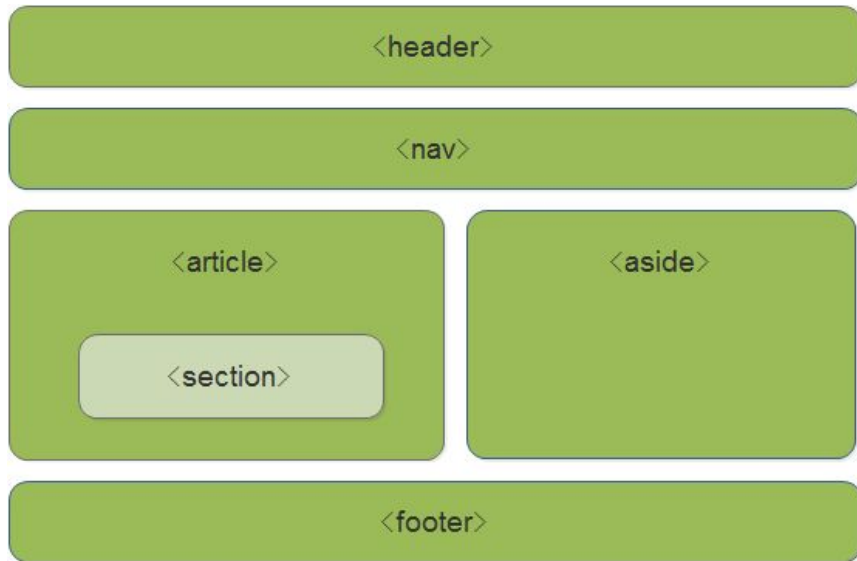 <header>
<nav>
<article>
<aside>
<section>
<footer>